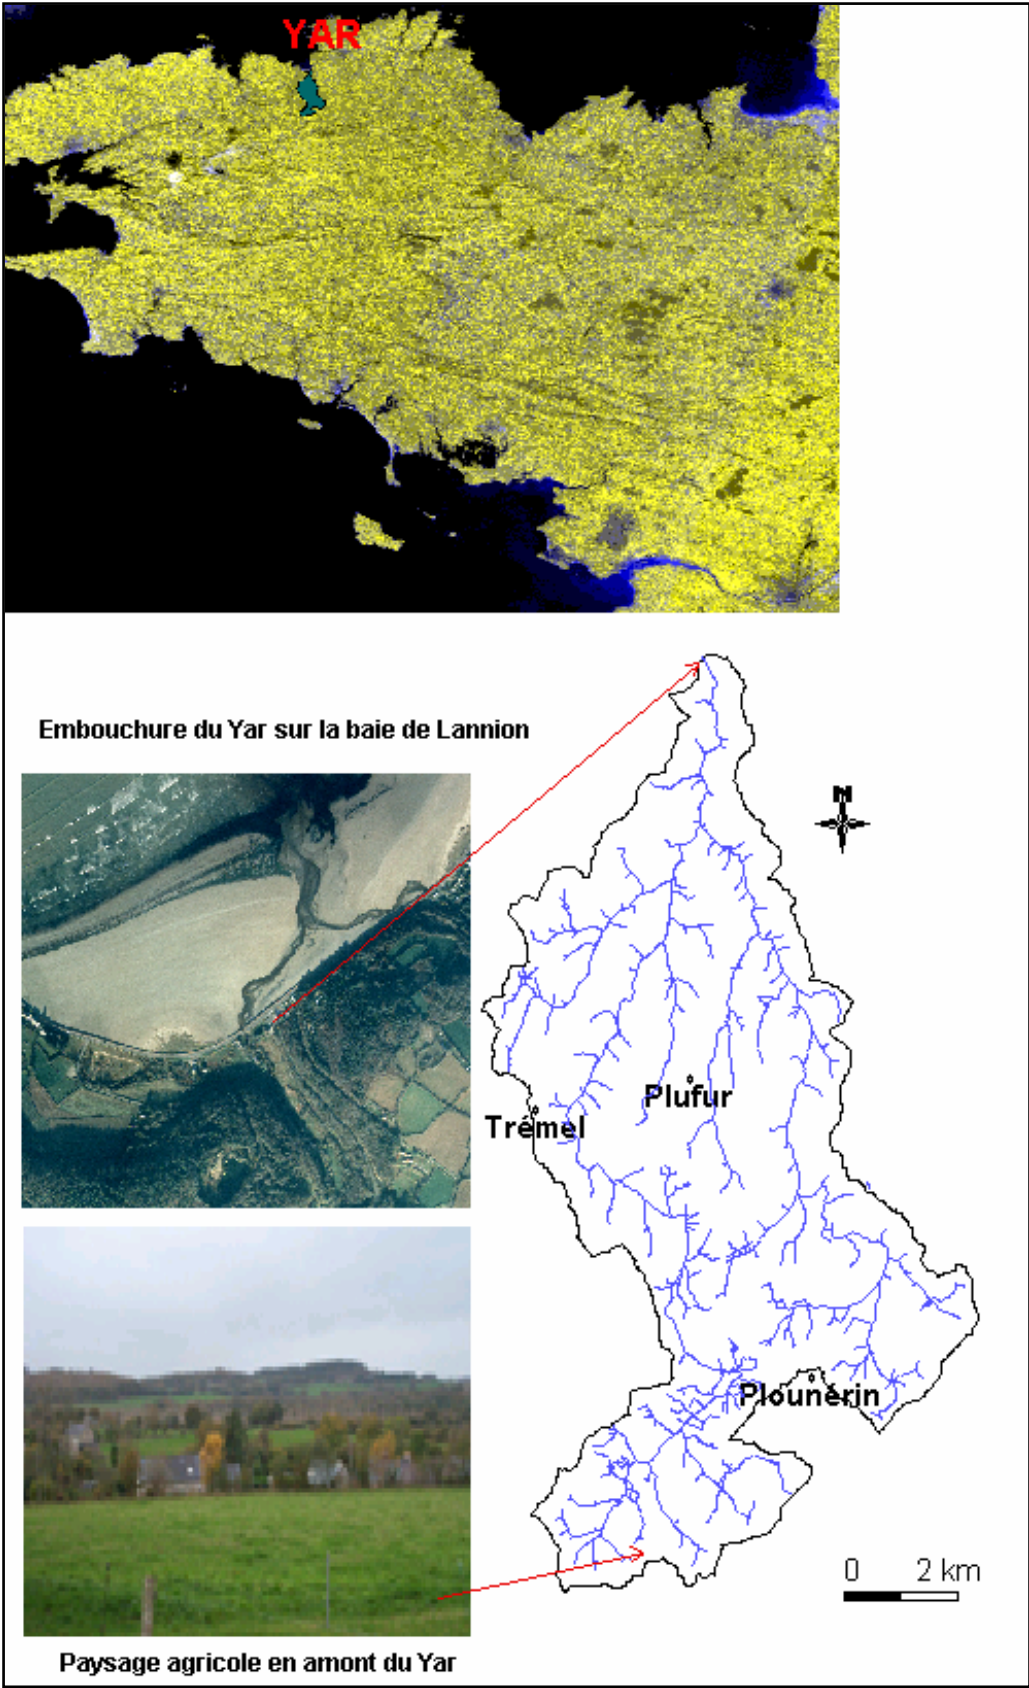 YAR
Embouchure du Yar sur la baie de Lannion
N
Plufur
Trémel
Plounérin
0 2 km
Paysage agricole en amont du Yar